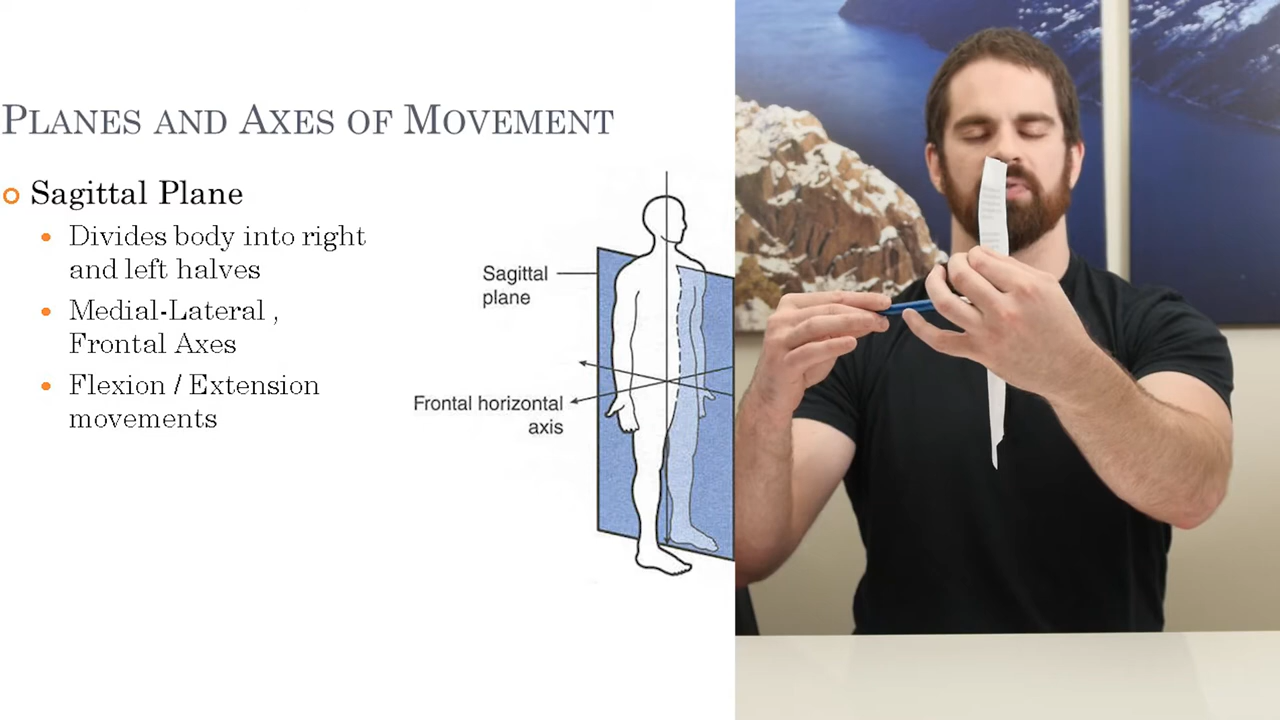 PLANES AND AXES OF MOVEMENT
Sagittal Plane
Divides body into right
and left halves
Medial-Lateral ,
Frontal Axes
Flexion / Extension
movements
Sagittal
plane
Frontal horizontal
axis